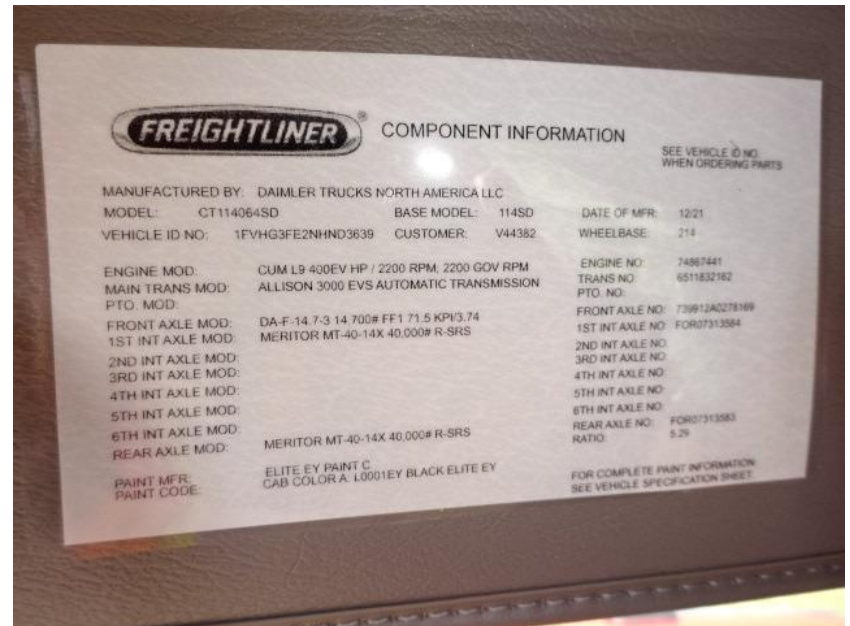 FREIGHTLINER® COMPONENT INFORMATION
SEE VEHICLE ID NO.
WHEN ORDERING PARTS
MANUFACTURED BY: DAIMLER TRUCKS NORTH AMERICA LLC
MODEL: CT114064SD BASE MODEL: 114SD DATE OF MFR: 12/21
VEHICLE ID NO: 1FVHG3FE2NHND3639 CUSTOMER: V44382 WHEELBASE: 214
ENGINE MOD: CUM L9 400EV HP / 2200 RPM; 2200 GOV RPM ENGINE NO: 74867441
MAIN TRANS MOD: ALLISON 3000 EVS AUTOMATIC TRANSMISSION TRANS NO: 6511832162
PTO. MOD: PTO. NO:
FRONT AXLE MOD: DA-F-14.7-3 14 700# FF1 71.5 KPI/3.74 FRONT AXLE NO: 739912A0278169
1ST INT AXLE MOD: MERITOR MT-40-14X 40,000# R-SRS 1ST INT AXLE NO: FOR07313584
2ND INT AXLE MOD: 2ND INT AXLE NO:
3RD INT AXLE MOD: 3RD INT AXLE NO:
4TH INT AXLE MOD: 4TH INT AXLE NO:
5TH INT AXLE MOD: 5TH INT AXLE NO:
6TH INT AXLE MOD: 6TH INT AXLE NO:
REAR AXLE MOD: MERITOR MT-40-14X 40,000# R-SRS REAR AXLE NO: FOR07313583
RATIO: 5.29
PAINT MFR: ELITE EY PAINT C FOR COMPLETE PAINT INFORMATION
PAINT CODE: CAB COLOR A: L0001EY BLACK ELITE EY SEE VEHICLE SPECIFICATION SHEET.